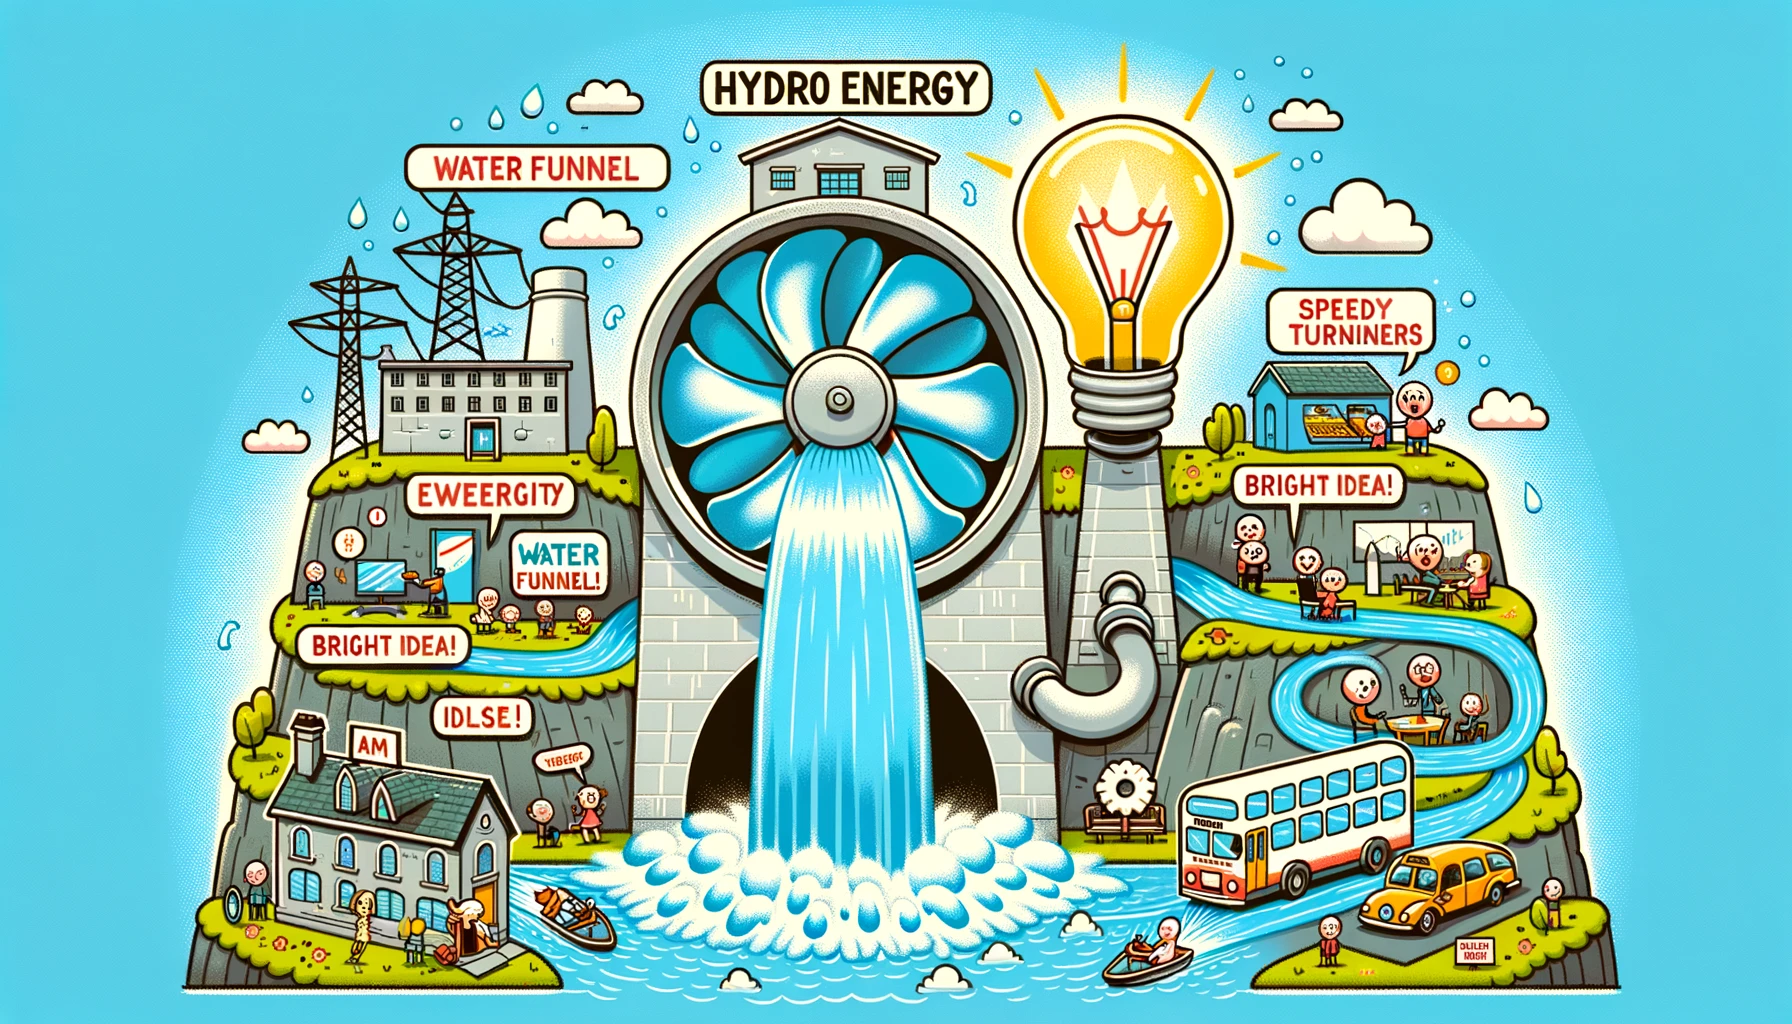 HYDRO ENERGY
WATER FUNNEL
SPEEDY
TURNINERS
EWEERGITY
BRIGHT IDEA!
WATER
FUNNEL!
BRIGHT IDEA!
IDLSE!
AM